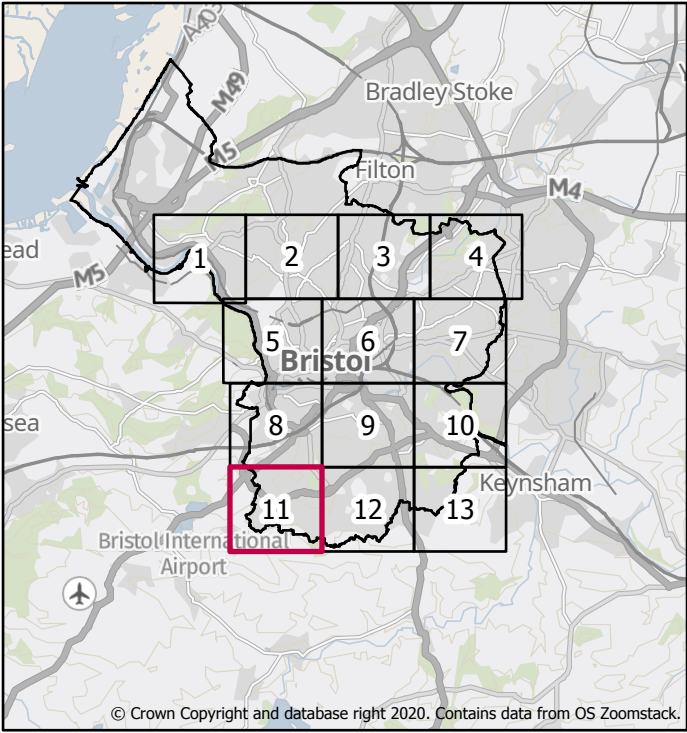 A403
M49
Bradley Stoke
Y
M5
Filton
M4
ead
M5
1
2
3
4
5
6
7
Bristol
sea
8
9
10
Keynsham
11
12
13
Bristol International
Airport
© Crown Copyright and database right 2020. Contains data from OS Zoomstack.